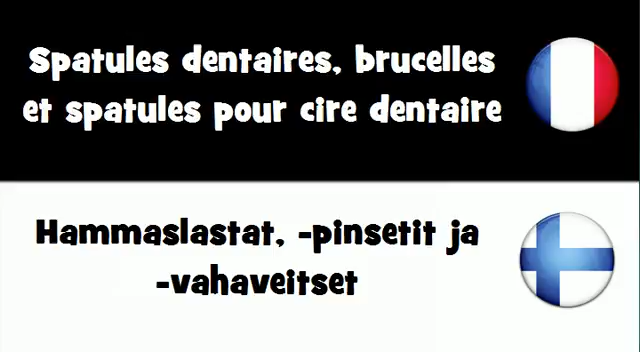 Spatules dentaires, brucelles
et spatules pour cire dentaire
Hammaslastat, -pinsetit ja
-vahaveitset